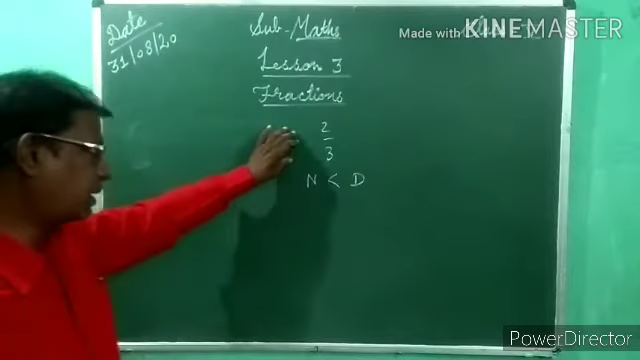 Date
31/08/20
Sub-Maths
Lesson 3
Fractions
2
3
N < D
Made with KINEMASTER
PowerDirector